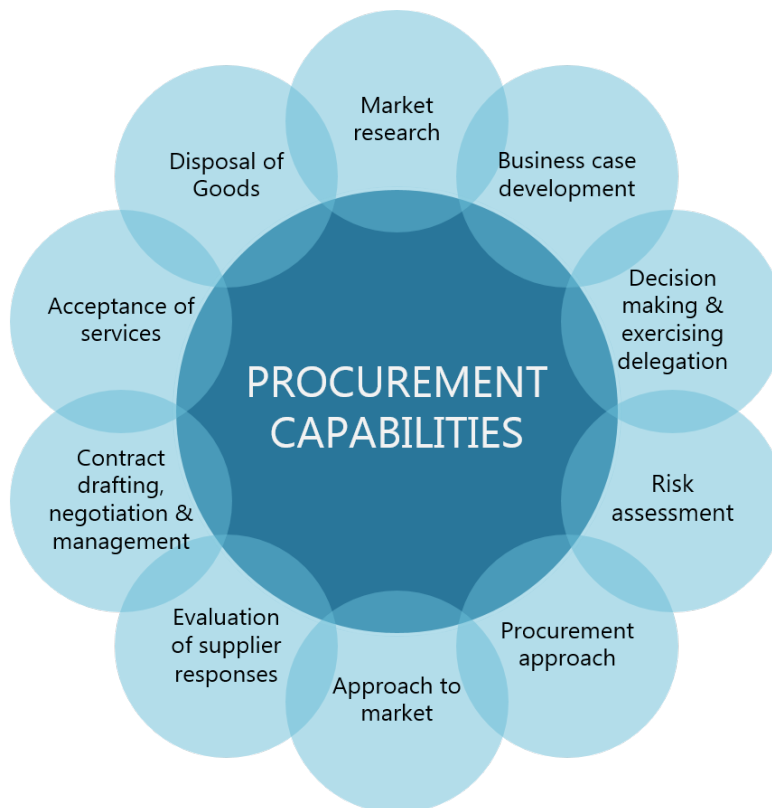 PROCUREMENT
CAPABILITIES
Market
research
Business case
development
Decision
making &
exercising
delegation
Risk
assessment
Procurement
approach
Approach to
market
Evaluation
of supplier
responses
Contract
drafting,
negotiation &
management
Acceptance of
services
Disposal of
Goods